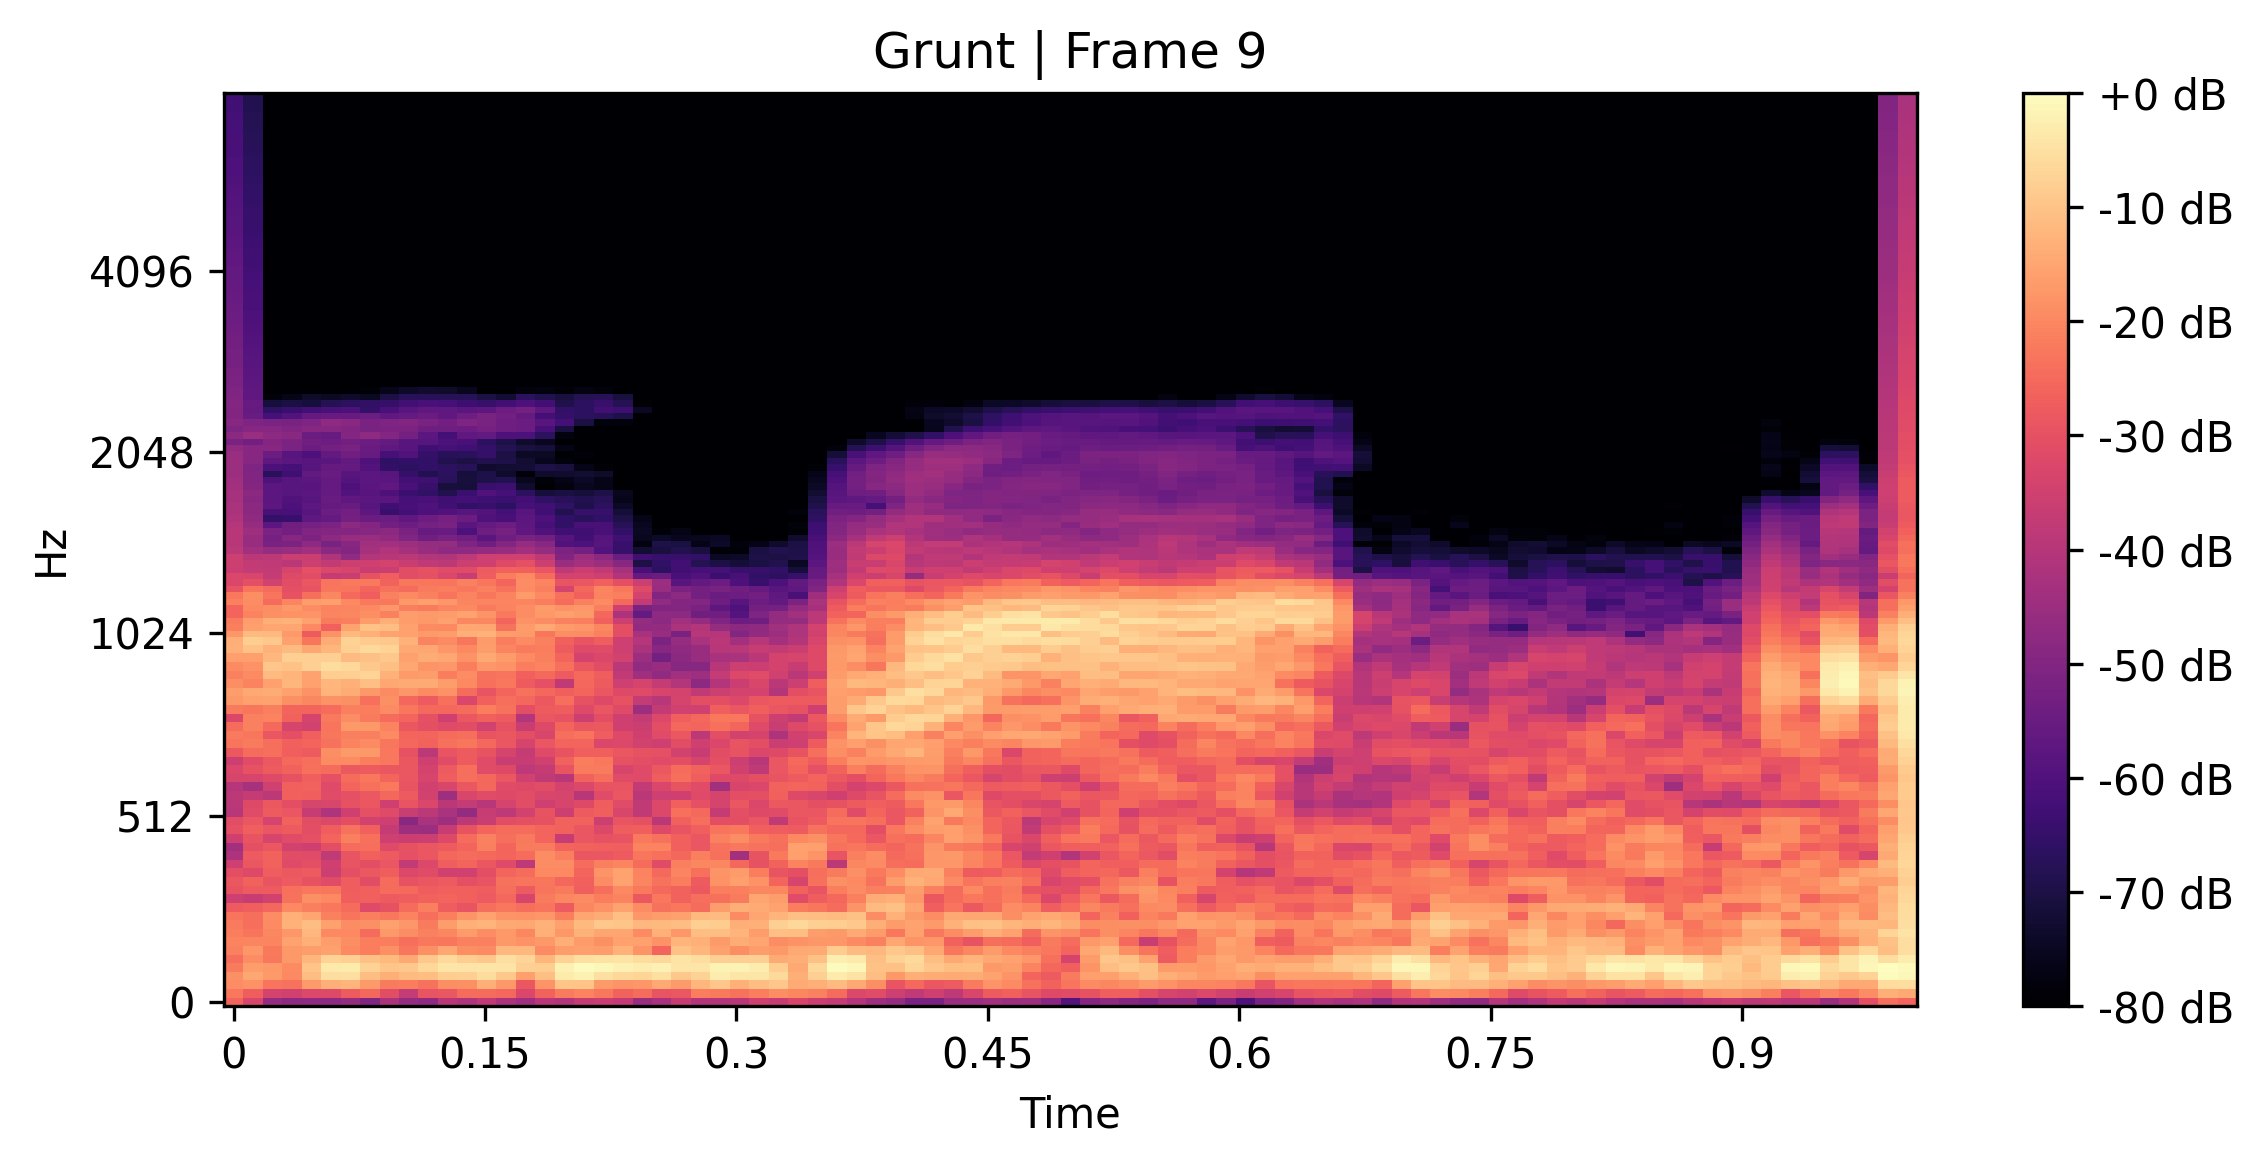 Grunt | Frame 9
+0 dB
-10 dB
-20 dB
-30 dB
-40 dB
-50 dB
-60 dB
-70 dB
-80 dB
Hz
4096
2048
1024
512
0
0 0.15 0.3 0.45 0.6 0.75 0.9
Time